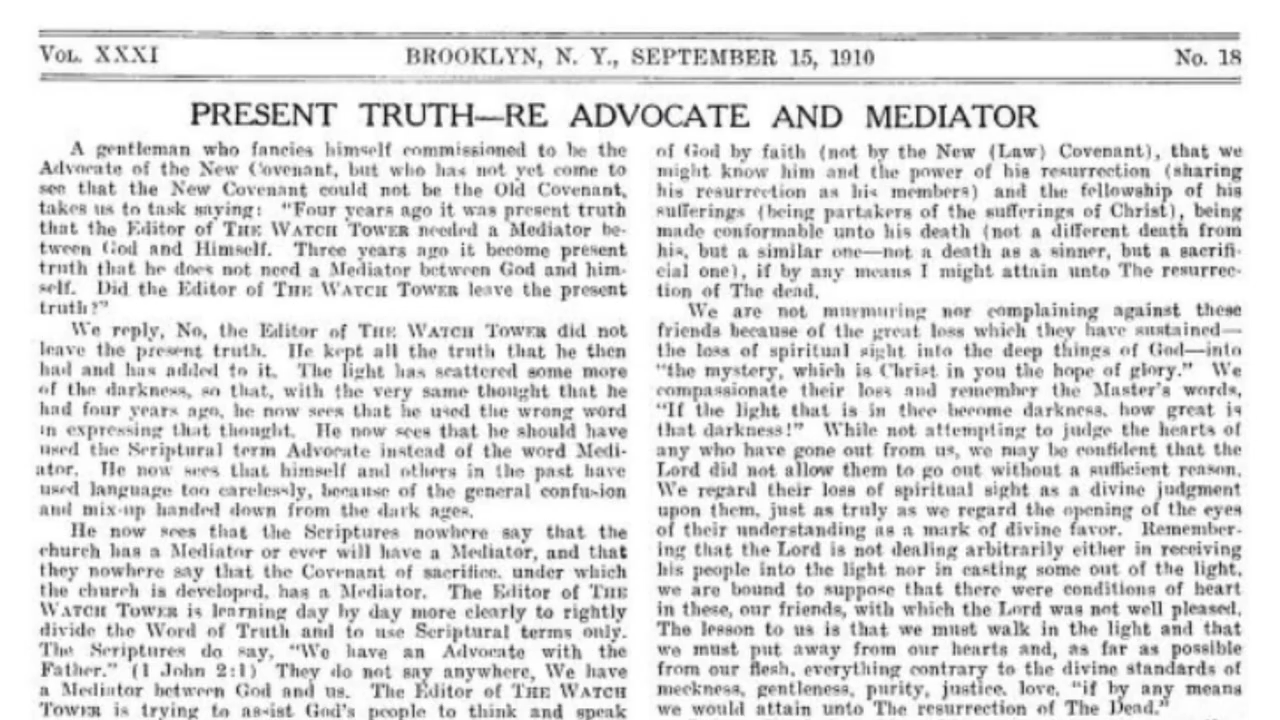 VOL. XXXI
BROOKLYN, N. Y., SEPTEMBER 15, 1910
No. 18
PRESENT TRUTH—RE ADVOCATE AND MEDIATOR
A gentleman who fancies himself commissioned to be the
Advocate of the New Covenant, but who has not yet come to
see that the New Covenant could not be the Old Covenant,
takes us to task saying: "Four years ago it was present truth
that the Editor of THE WATCH TOWER needed a Mediator be-
tween God and Himself. Three years ago it become present
truth that he does not need a Mediator between God and him-
self. Did the Editor of THE WATCH TOWER leave the present
truth?"
We reply, No, the Editor of THE WATCH TOWER did not
leave the present truth. He kept all the truth that he then
had and has added to it. The light has scattered some more
of the darkness, so that, with the very same thought that he
had four years ago, he now sees that he used the wrong word
in expressing that thought. He now sees that he should have
used the Scriptural term Advocate instead of the word Medi-
ator. He now sees that himself and others in the past have
used language too carelessly, because of the general confusion
and mix-up handed down from the dark ages.
He now sees that the Scriptures nowhere say that the
church has a Mediator or ever will have a Mediator, and that
they nowhere say that the Covenant of sacrifice, under which
the church is developed, has a Mediator. The Editor of THE
WATCH TOWER is learning day by day more clearly to rightly
divide the Word of Truth and to use Scriptural terms only.
The Scriptures do say, "We have an Advocate with the
Father." (1 John 2:1) They do not say anywhere, We have
a Mediator between God and us. The Editor of THE WATCH
TOWER is trying to assist God's people to think and speak
of God by faith (not by the New (Law) Covenant), that we
might know him and the power of his resurrection (sharing
his resurrection as his members) and the fellowship of his
sufferings (being partakers of the sufferings of Christ), being
made conformable unto his death (not a different death from
his, but a similar one—not a death as a sinner, but a sacrifi-
cial one), if by any means I might attain unto The resurrec-
tion of The dead.
We are not murmuring nor complaining against these
friends because of the great loss which they have sustained—
the loss of spiritual sight into the deep things of God—into
"the mystery, which is Christ in you the hope of glory." We
compassionate their loss and remember the Master's words,
"If the light that is in thee become darkness, how great is
that darkness!" While not attempting to judge the hearts of
any who have gone out from us, we may be confident that the
Lord did not allow them to go out without a sufficient reason.
We regard their loss of spiritual sight as a divine judgment
upon them, just as truly as we regard the opening of the eyes
of their understanding as a mark of divine favor. Remember-
ing that the Lord is not dealing arbitrarily either in receiving
his people into the light nor in casting some out of the light,
we are bound to suppose that there were conditions of heart
in these, our friends, with which the Lord was not well pleased.
The lesson to us is that we must walk in the light and that
we must put away from our hearts and, as far as possible
from our flesh, everything contrary to the divine standards of
meekness, gentleness, purity, justice, love, "if by any means
we would attain unto The resurrection of The Dead."